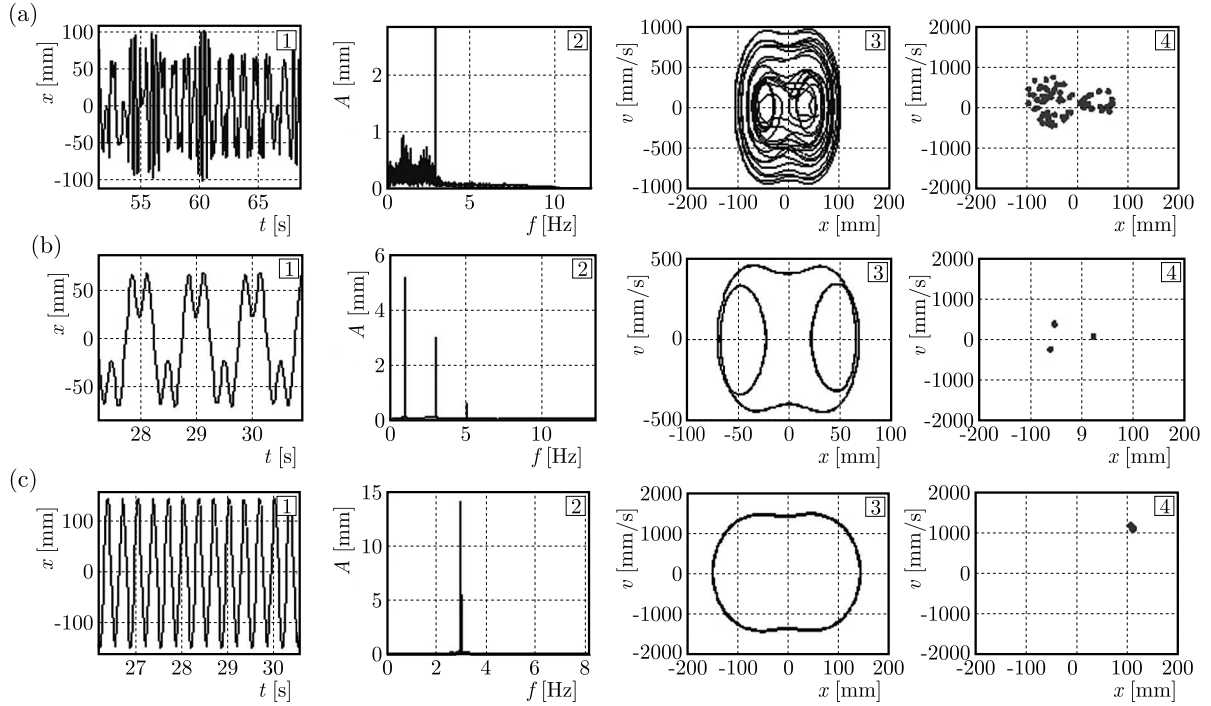 (a)
x [mm] 100 50 0 -50 -100 55 60 65 t [s] 1
A [mm] 2 1 0 0 5 10 f [Hz] 2
v [mm/s] 1000 500 0 -500 -1000 -200 -100 0 100 200 x [mm] 3
v [mm/s] 2000 1000 0 -1000 2000 -200 -100 0 100 200 x [mm] 4
(b)
x [mm] 50 0 -50 28 29 30 t [s] 1
A [mm] 6 4 2 0 0 5 10 f [Hz] 2
v [mm/s] 500 0 -500 -100 -50 0 50 100 x [mm] 3
v [mm/s] 2000 1000 0 -1000 2000 -200 -100 9 100 200 x [mm] 4
(c)
x [mm] 100 0 -100 27 28 29 30 t [s] 1
A [mm] 15 10 5 0 0 2 4 6 8 f [Hz] 2
v [mm/s] 2000 1000 0 -1000 2000 -200 -100 0 100 200 x [mm] 3
v [mm/s] 2000 1000 0 -1000 -2000 -200 -100 0 100 200 x [mm] 4